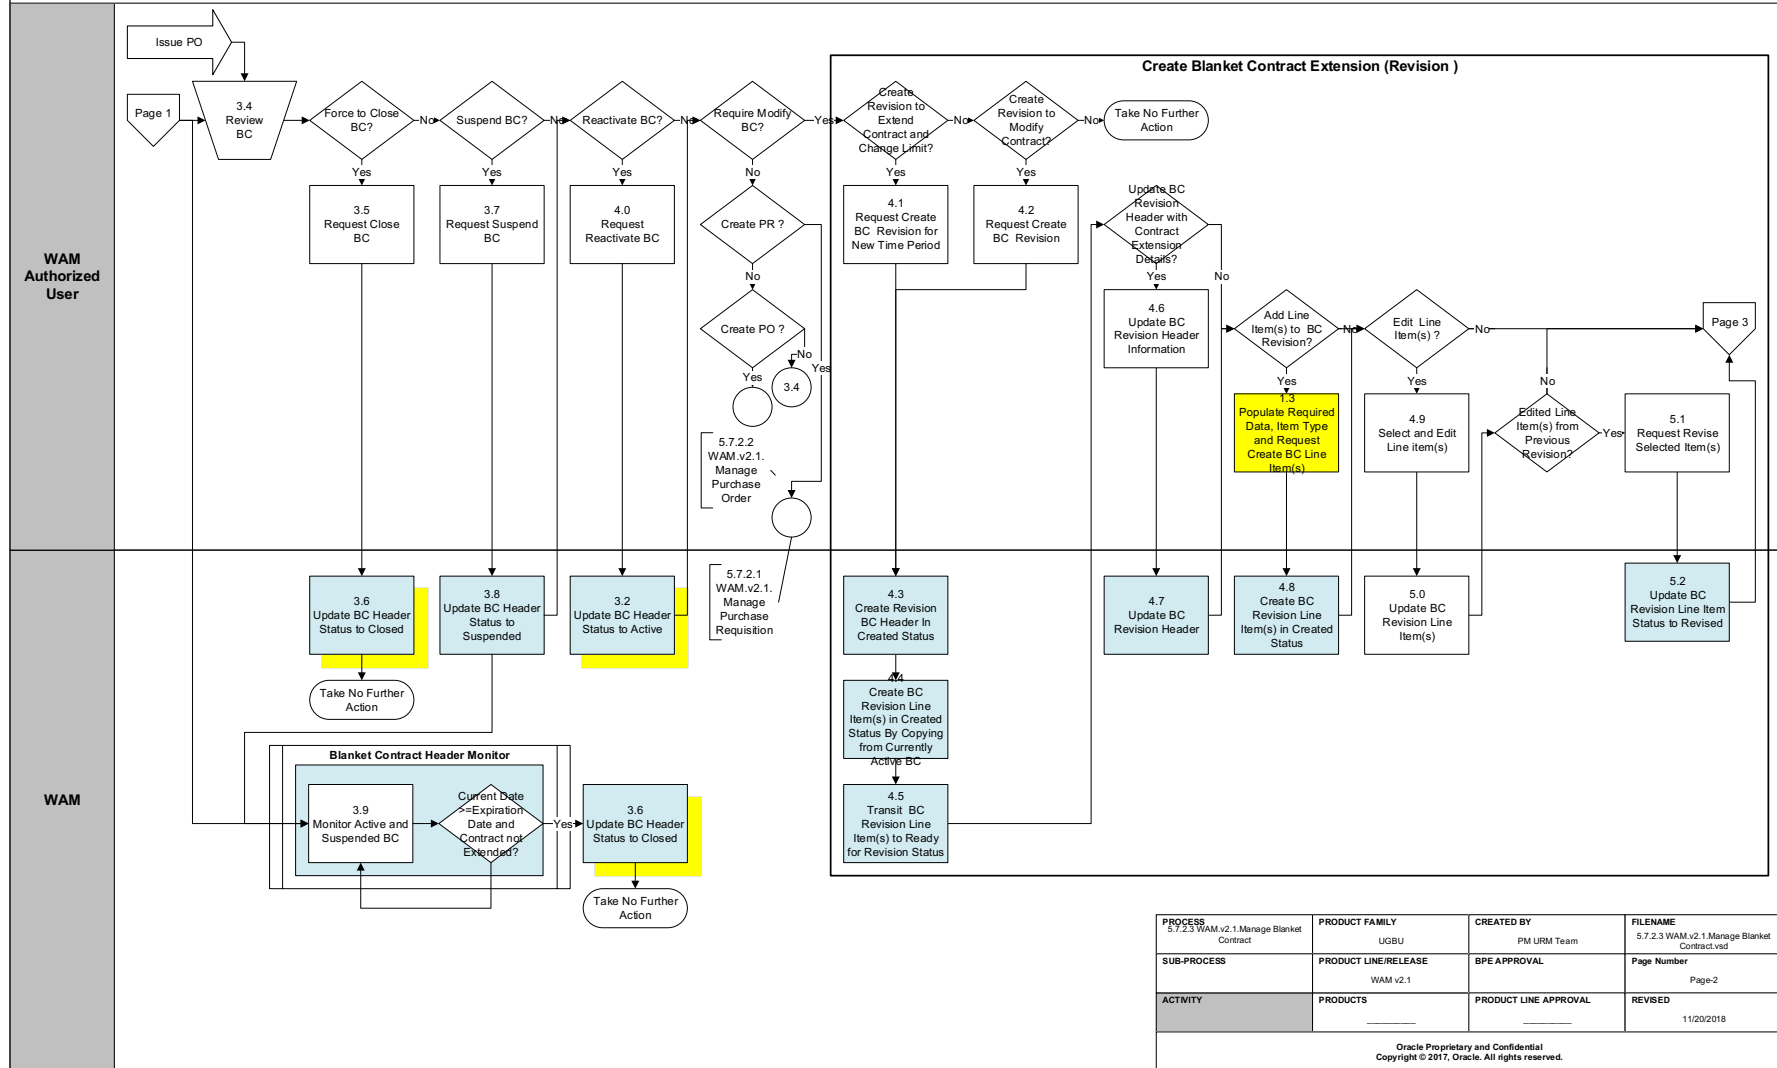 Issue PO
Create Blanket Contract Extension (Revision )
Page 1
3.4
Review
BC
Force to Close
BC?
No
Suspend BC?
No
Reactivate BC?
No
Require Modify
BC?
Yes
Create
Revision to
Extend
Contract and
Change Limit?
No
Create
Revision to
Modify
Contract?
No
Take No Further
Action
Yes
Yes
Yes
No
Yes
Yes
3.5
Request Close
BC
3.7
Request Suspend
BC
4.0
Request
Reactivate BC
Create PR ?
4.1
Request Create
BC  Revision for
New Time Period
4.2
Request Create
BC  Revision
Update BC
Revision
Header with
Contract
Extension
Details?
WAM
Authorized
User
No
Yes
No
Create PO ?
4.6
Update BC
Revision Header
Information
Add Line
Item(s) to  BC
Revision?
No
Edit  Line
Item(s) ?
No
Page 3
No
Yes
Yes
3.4
Yes
Yes
No
1.3
Populate Required
Data, Item Type
and Request
Create BC Line
Item(s)
4.9
Select and Edit
Line item(s)
Edited Line
Item(s) from
Previous
Revision?
Yes
5.1
Request Revise
Selected Item(s)
5.7.2.2
WAM.v2.1.
Manage
Purchase
Order
5.7.2.1
WAM.v2.1.
Manage
Purchase
Requisition
3.6
Update BC Header
Status to Closed
3.8
Update BC Header
Status to
Suspended
3.2
Update BC Header
Status to Active
4.3
Create Revision
BC Header In
Created Status
4.7
Update BC
Revision Header
4.8
Create BC
Revision Line
Item(s) in Created
Status
5.0
Update BC
Revision Line
Item(s)
5.2
Update BC
Revision Line Item
Status to Revised
Take No Further
Action
4.4
Create BC
Revision Line
Item(s) in Created
Status By Copying
from Currently
Active BC
WAM
Blanket Contract Header Monitor
3.9
Monitor Active and
Suspended BC
Current Date
>=Expiration
Date and
Contract not
Extended?
Yes
3.6
Update BC Header
Status to Closed
4.5
Transit  BC
Revision Line
Item(s) to Ready
for Revision Status
Take No Further
Action
PROCESS
5.7.2.3 WAM.v2.1.Manage Blanket
Contract
PRODUCT FAMILY
UGBU
CREATED BY
PM URM Team
FILENAME
5.7.2.3 WAM.v2.1.Manage Blanket
Contract.vsd
SUB-PROCESS
PRODUCT LINE/RELEASE
WAM v2.1
BPE APPROVAL
Page Number
Page-2
ACTIVITY
PRODUCTS
PRODUCT LINE APPROVAL
REVISED
11/20/2018
Oracle Proprietary and Confidential
Copyright © 2017, Oracle. All rights reserved.